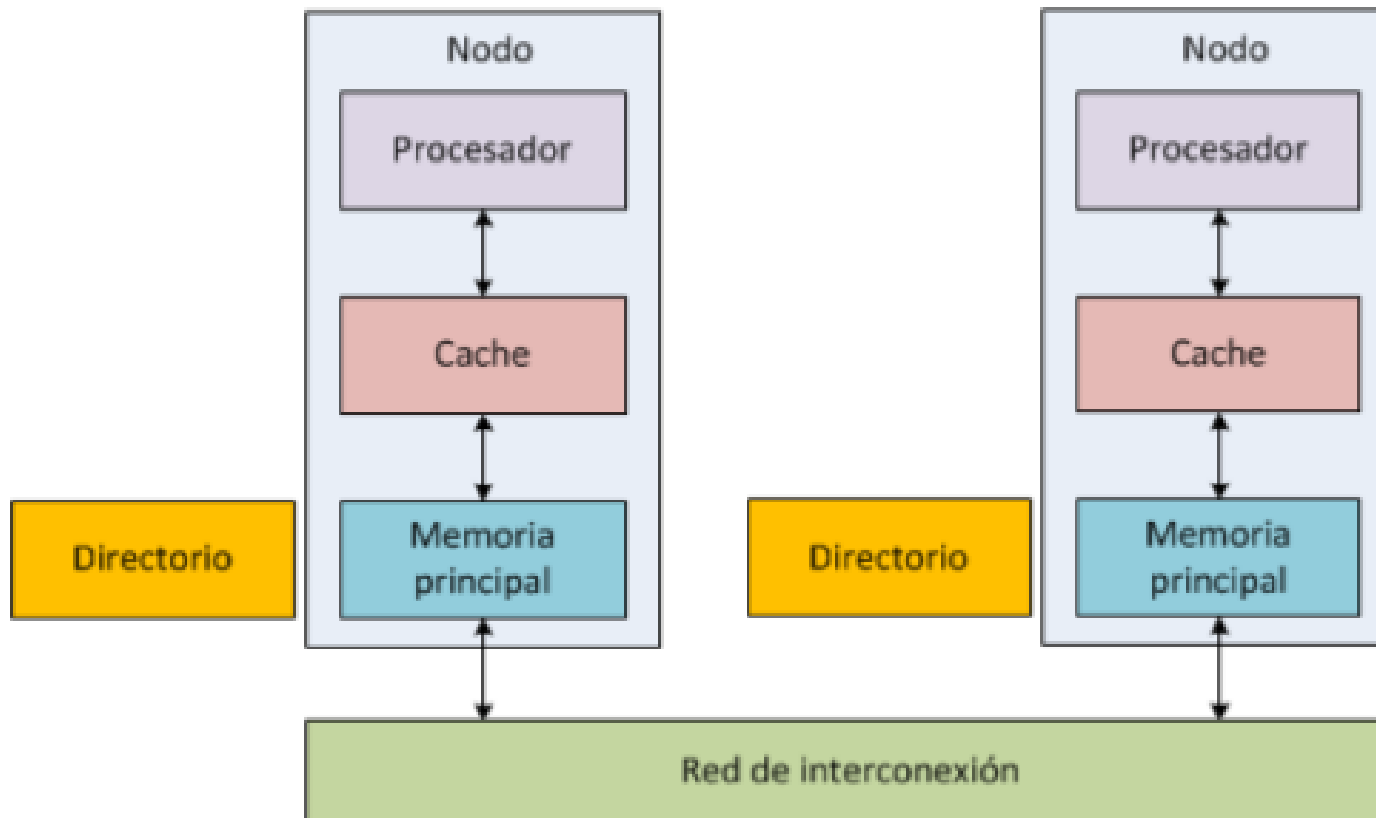 Nodo
Procesador
Cache
Directorio
Memoria
principal
Nodo
Procesador
Cache
Directorio
Memoria
principal
Red de interconexión